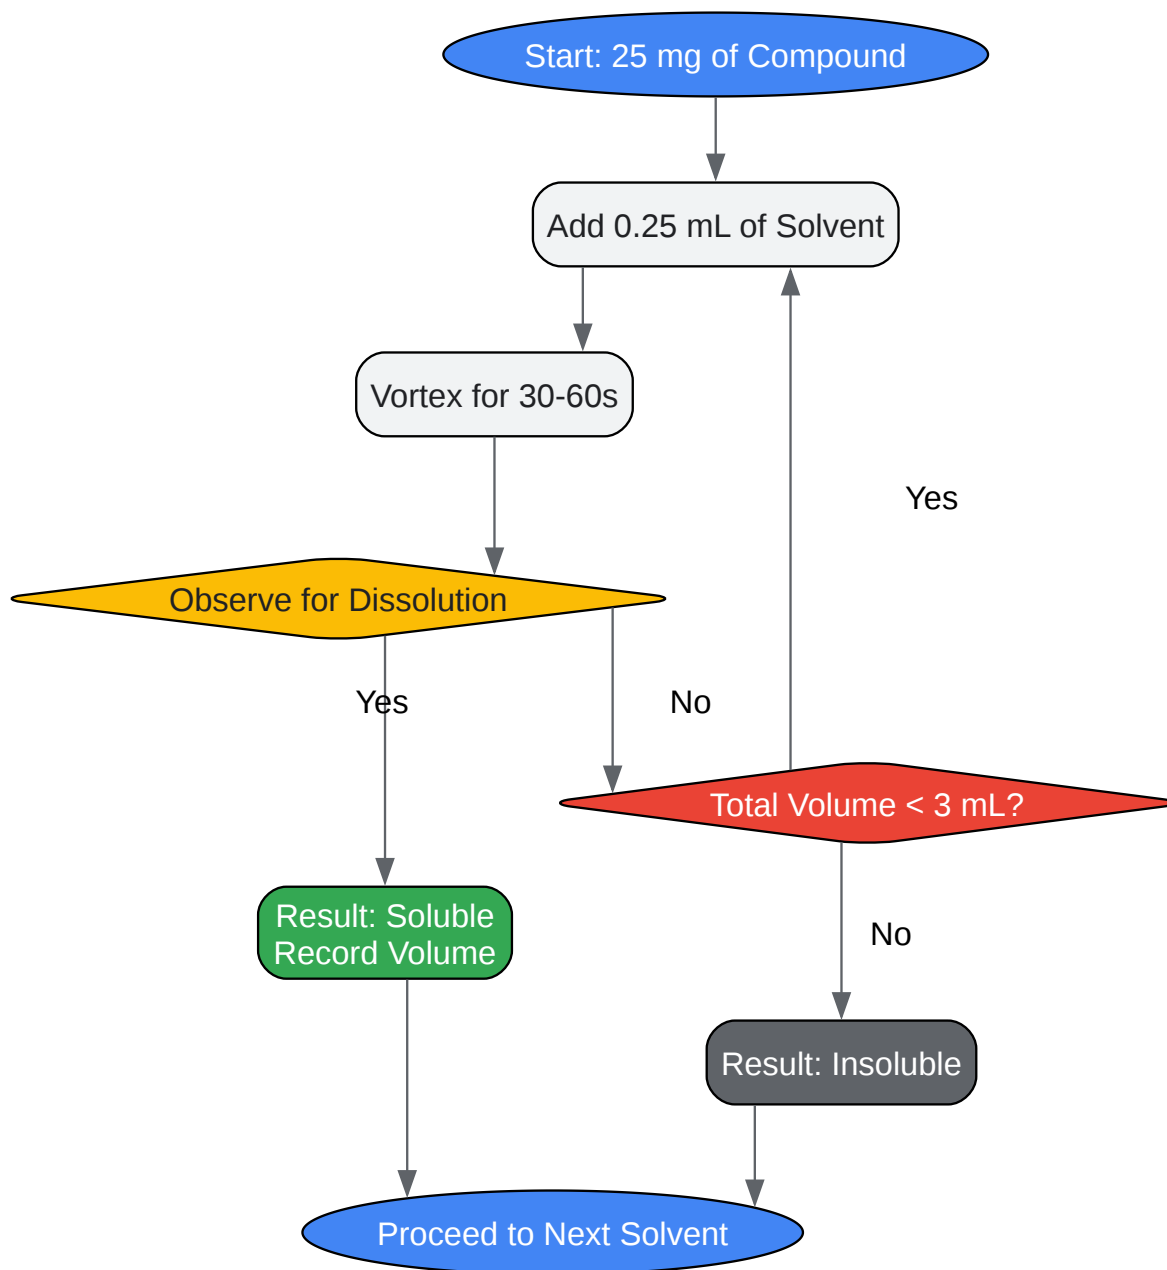 Start: 25 mg of Compound
Add 0.25 mL of Solvent
Vortex for 30-60s
Yes
Observe for Dissolution
Yes
No
Total Volume < 3 mL?
Result: Soluble
Record Volume
No
Result: Insoluble
Proceed to Next Solvent